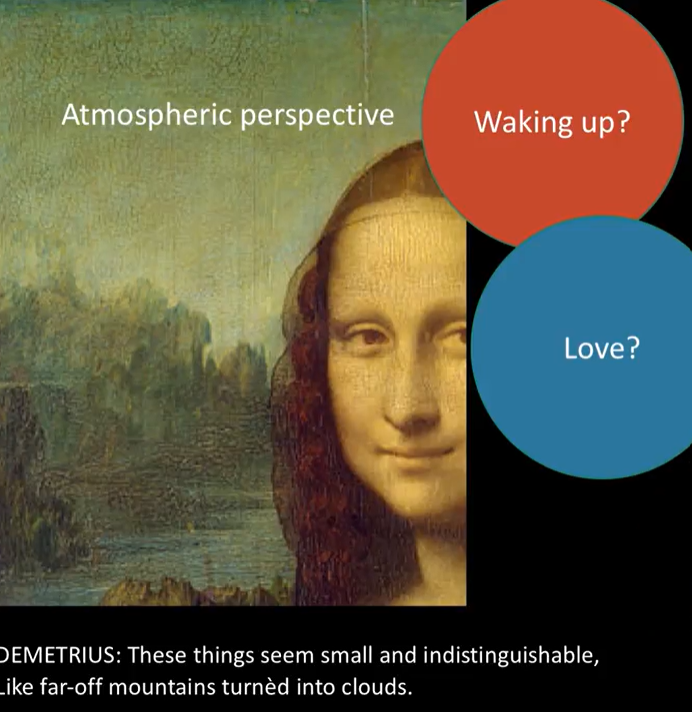 Atmospheric perspective
Waking up?
Love?
DEMETRIUS: These things seem small and indistinguishable,
Like far-off mountains turnèd into clouds.